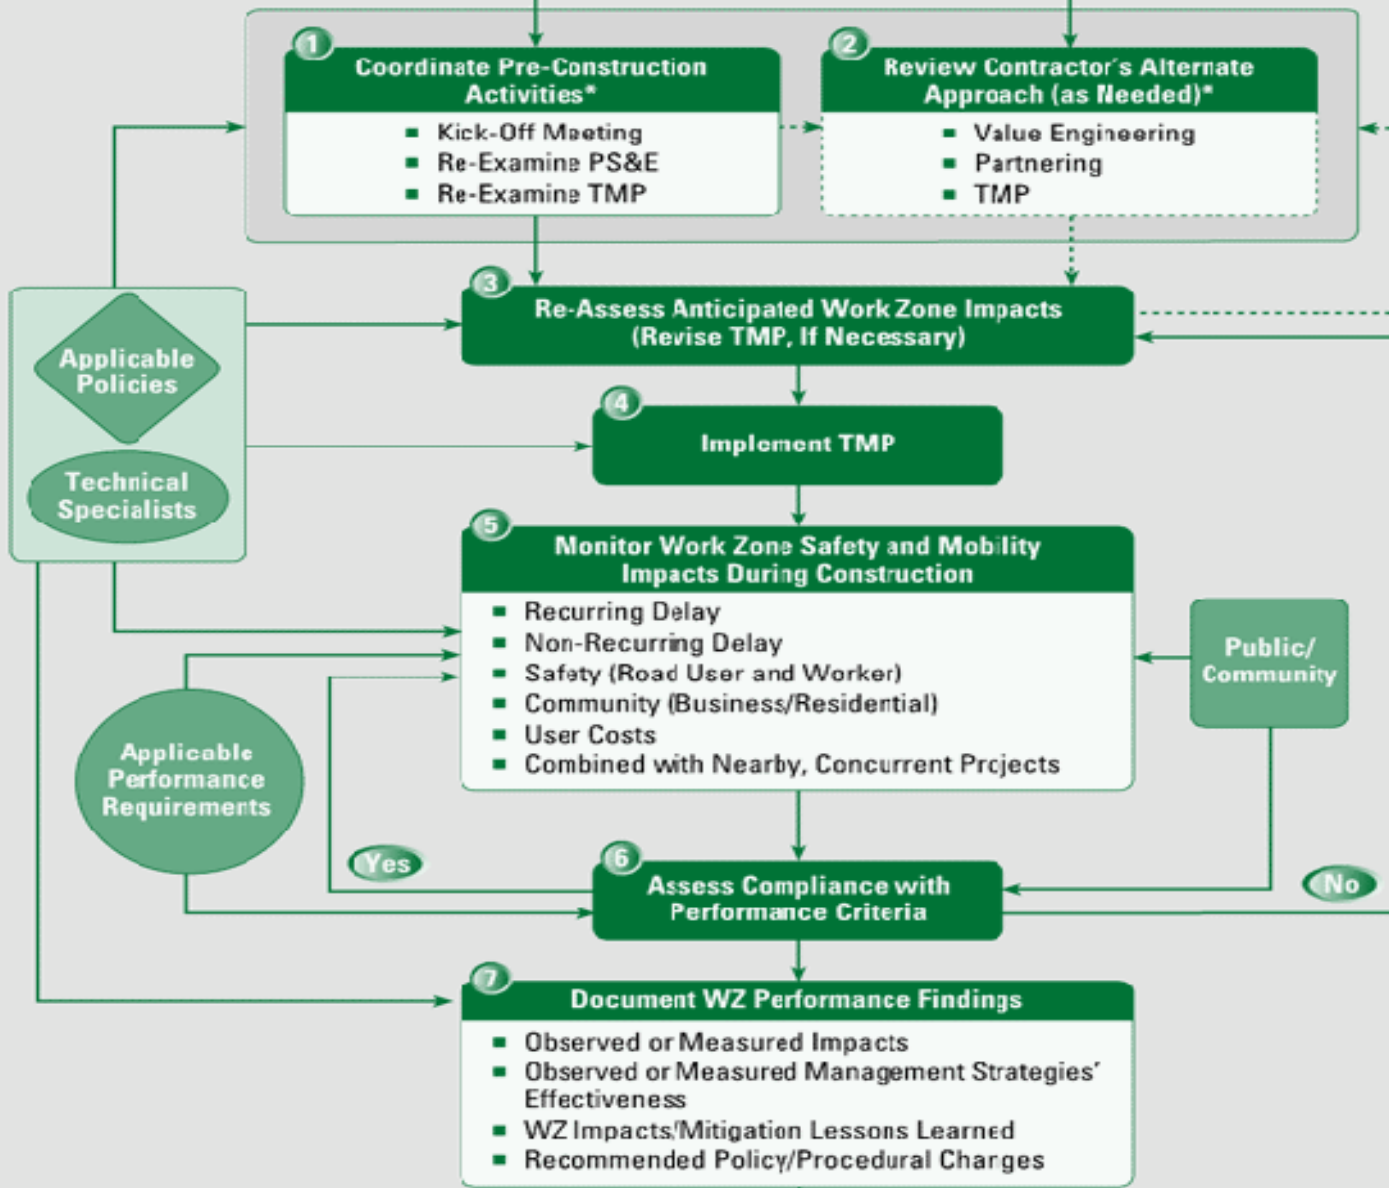 1
Coordinate Pre-Construction
Activities*
■ Kick-Off Meeting
■ Re-Examine PS&E
■ Re-Examine TMP
2
Review Contractor's Alternate
Approach (as Needed)*
■ Value Engineering
■ Partnering
■ TMP
3
Re-Assess Anticipated Work Zone Impacts
(Revise TMP, If Necessary)
Applicable
Policies
Technical
Specialists
4
Implement TMP
5
Monitor Work Zone Safety and Mobility
Impacts During Construction
■ Recurring Delay
■ Non-Recurring Delay
■ Safety (Road User and Worker)
■ Community (Business/Residential)
■ User Costs
■ Combined with Nearby, Concurrent Projects
Public/
Community
Applicable
Performance
Requirements
Yes
6
Assess Compliance with
Performance Criteria
No
7
Document WZ Performance Findings
■ Observed or Measured Impacts
■ Observed or Measured Management Strategies'
Effectiveness
■ WZ Impacts/Mitigation Lessons Learned
■ Recommended Policy/Procedural Changes